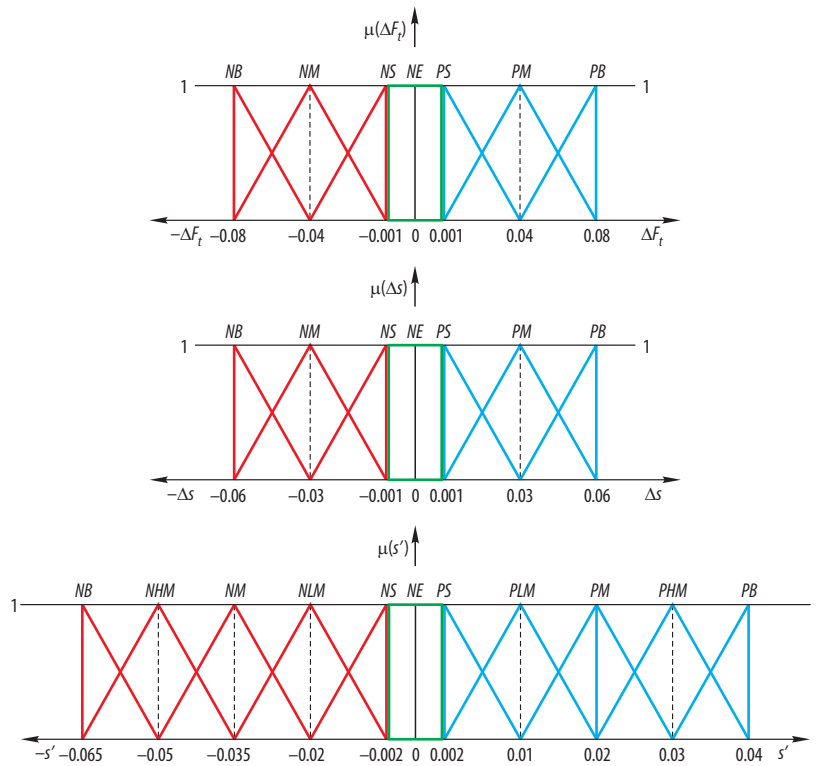 μ(ΔFₜ)
NB NM NS NE PS PM PB
1 1
−ΔFₜ −0.08 −0.04 −0.001 0 0.001 0.04 0.08 ΔFₜ
μ(Δs)
NB NM NS NE PS PM PB
1 1
−Δs −0.06 −0.03 −0.001 0 0.001 0.03 0.06 Δs
μ(s′)
NB NHM NM NLM NS NE PS PLM PM PHM PB
1
−s′ −0.065 −0.05 −0.035 −0.02 −0.002 0 0.002 0.01 0.02 0.03 0.04 s′